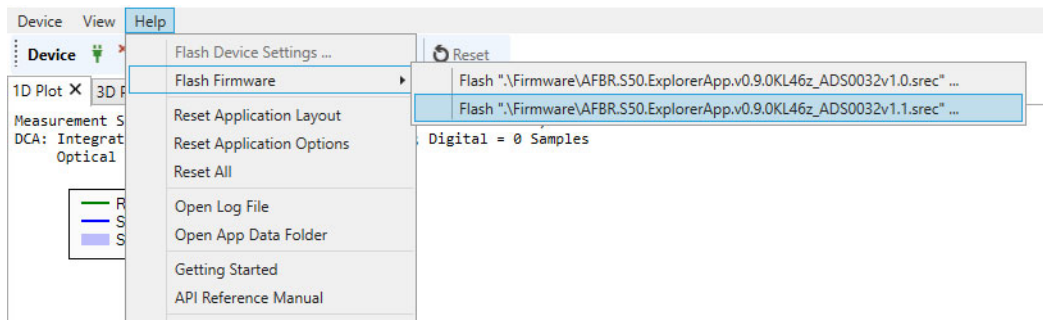 Device View Help
Device Flash Device Settings ... Reset
Flash Firmware Flash ".\Firmware\AFBR.S50.ExplorerApp.v0.9.0KL46z_ADS0032v1.0.srec" ...
1D Plot 3D
Flash ".\Firmware\AFBR.S50.ExplorerApp.v0.9.0KL46z_ADS0032v1.1.srec" ...
Measurement S Reset Application Layout
DCA: Integrat Reset Application Options ; Digital = 0 Samples
Optical Reset All
R Open Log File
S
S Open App Data Folder
Getting Started
API Reference Manual